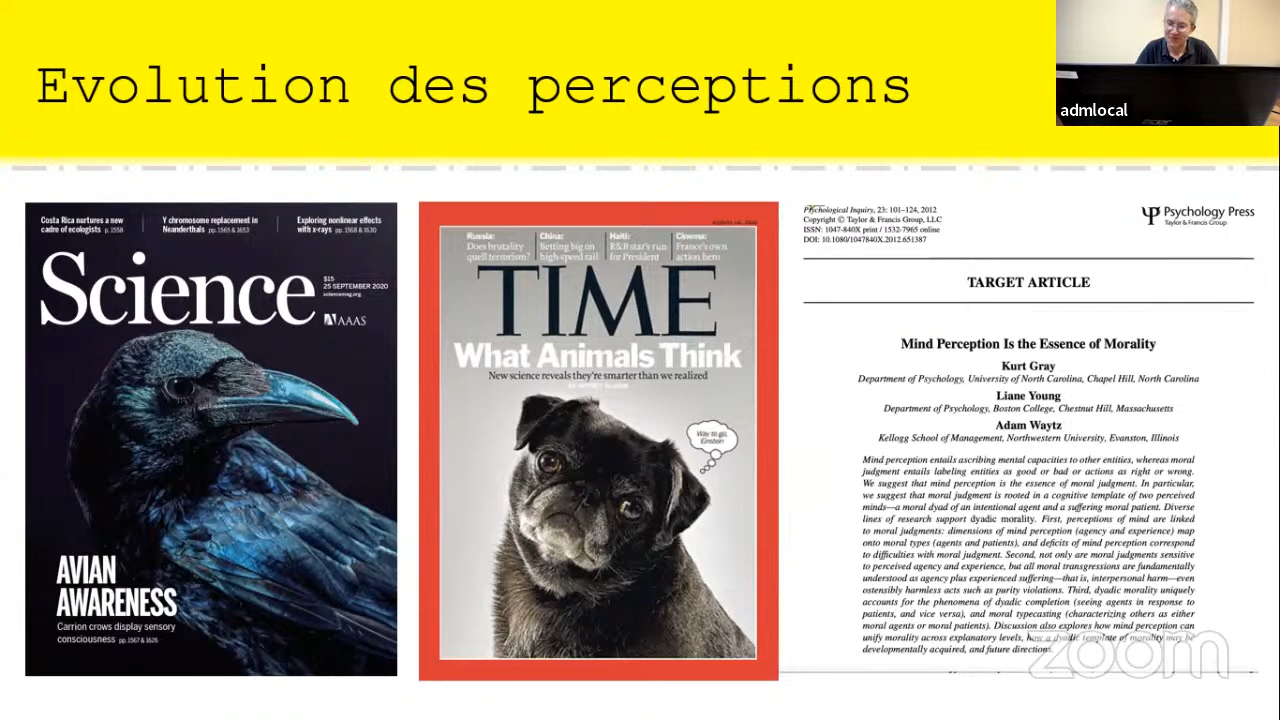 Evolution des perceptions
admlocal
Costa Rica nurtures a new
cadre of ecologists p. 1558
Y chromosome replacement in
Neanderthals pp. 1565 & 1653
Exploring nonlinear effects
with x-rays pp. 1568 & 1630
Science
$15
25 SEPTEMBER 2020
sciencemag.org
AAAS
AVIAN
AWARENESS
Carrion crows display sensory
consciousness pp. 1567 & 1626
Russia:
Does brutality
quell terrorism?
China:
Betting big on
high-speed rail
Haiti:
R&B star's run
for President
Cinema:
France's own
action hero
TIME
What Animals Think
New science reveals they're smarter than we realized
Way to go,
Einstein
Psychological Inquiry, 23: 101–124, 2012
Copyright © Taylor & Francis Group, LLC
ISSN: 1047-840X print / 1532-7965 online
DOI: 10.1080/1047840X.2012.651387
Psychology Press
Taylor & Francis Group
TARGET ARTICLE
Mind Perception Is the Essence of Morality
Kurt Gray
Department of Psychology, University of North Carolina, Chapel Hill, North Carolina
Liane Young
Department of Psychology, Boston College, Chestnut Hill, Massachusetts
Adam Waytz
Kellogg School of Management, Northwestern University, Evanston, Illinois
Mind perception entails ascribing mental capacities to other entities, whereas moral
judgment entails labeling entities as good or bad or actions as right or wrong.
We suggest that mind perception is the essence of moral judgment. In particular,
we suggest that moral judgment is rooted in a cognitive template of two perceived
minds—a moral dyad of an intentional agent and a suffering moral patient. Diverse
lines of research support dyadic morality. First, perceptions of mind are linked
to moral judgments: dimensions of mind perception (agency and experience) map
onto moral types (agents and patients), and deficits of mind perception correspond
to difficulties with moral judgment. Second, not only are moral judgments sensitive
to perceived agency and experience, but all moral transgressions are fundamentally
understood as agency plus experienced suffering—that is, interpersonal harm—even
ostensibly harmless acts such as purity violations. Third, dyadic morality uniquely
accounts for the phenomena of dyadic completion (seeing agents in response to
patients, and vice versa), and moral typecasting (characterizing others as either
moral agents or moral patients). Discussion also explores how mind perception can
unify morality across explanatory levels, how a dyadic template of morality may be
developmentally acquired, and future directions.
zoom